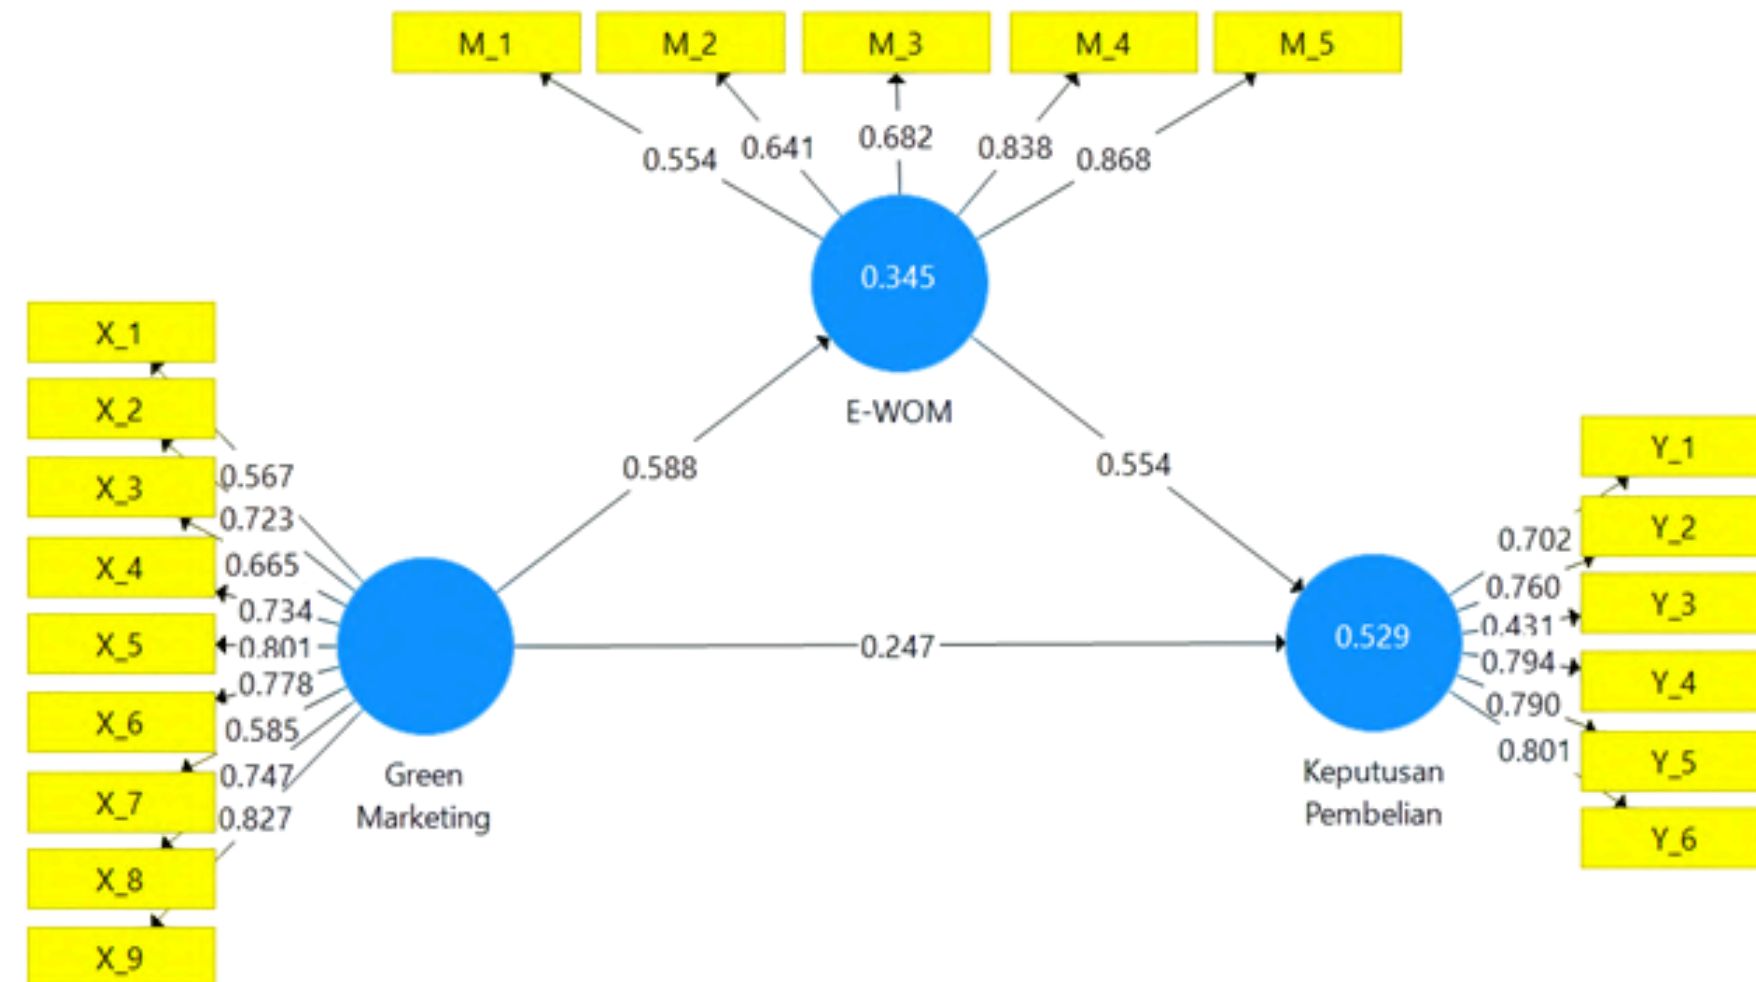 M_1
M_2
M_3
M_4
M_5
0.554
0.641
0.682
0.838
0.868
0.345
E-WOM
X_1
X_2
X_3
X_4
X_5
X_6
X_7
X_8
X_9
0.567
0.723
0.665
0.734
0.801
0.778
0.585
0.747
0.827
Green
Marketing
0.588
0.554
0.247
0.529
Keputusan
Pembelian
0.702
0.760
0.431
0.794
0.790
0.801
Y_1
Y_2
Y_3
Y_4
Y_5
Y_6